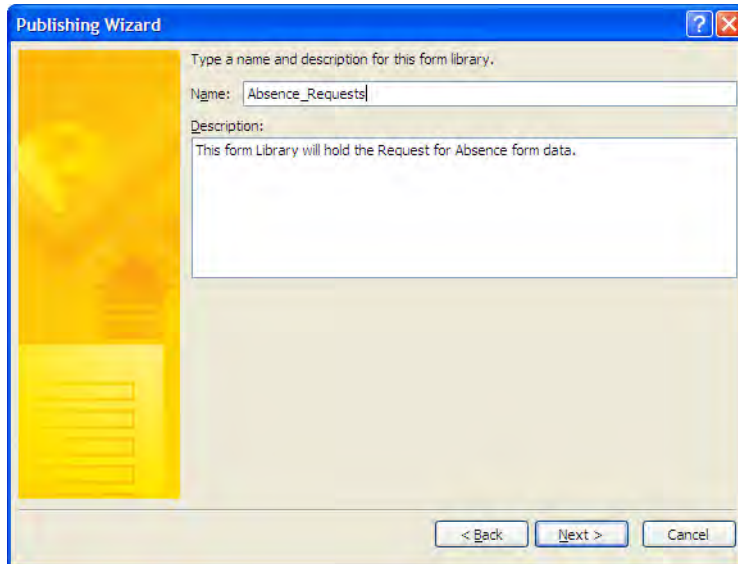 Publishing Wizard
Type a name and description for this form library.
Name: Absence_Requests
Description:
This form Library will hold the Request for Absence form data.
< Back Next > Cancel